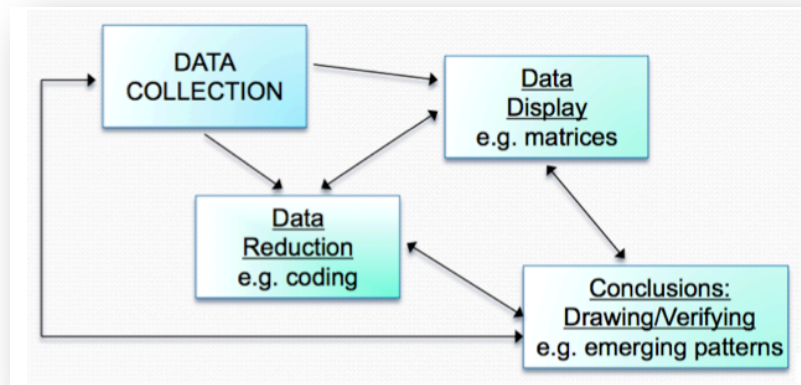 DATA
COLLECTION
Data
Display
e.g. matrices
Data
Reduction
e.g. coding
Conclusions:
Drawing/Verifying
e.g. emerging patterns